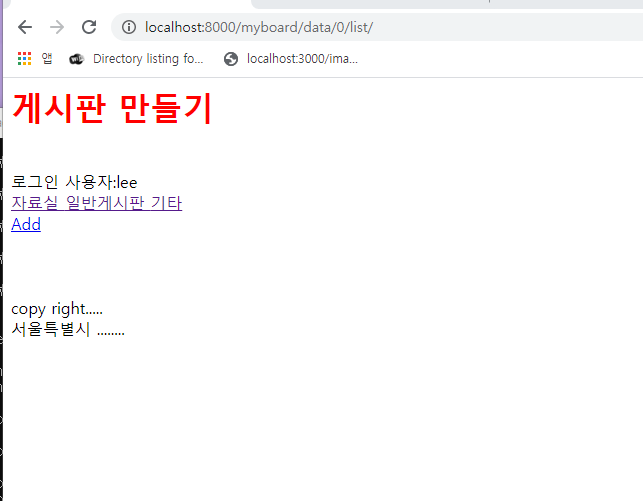 localhost:8000/myboard/data/0/list/
앱 Directory listing fo... localhost:3000/ima...
게시판 만들기
로그인 사용자:lee
자료실 일반게시판 기타
Add
copy right.....
서울특별시 ........